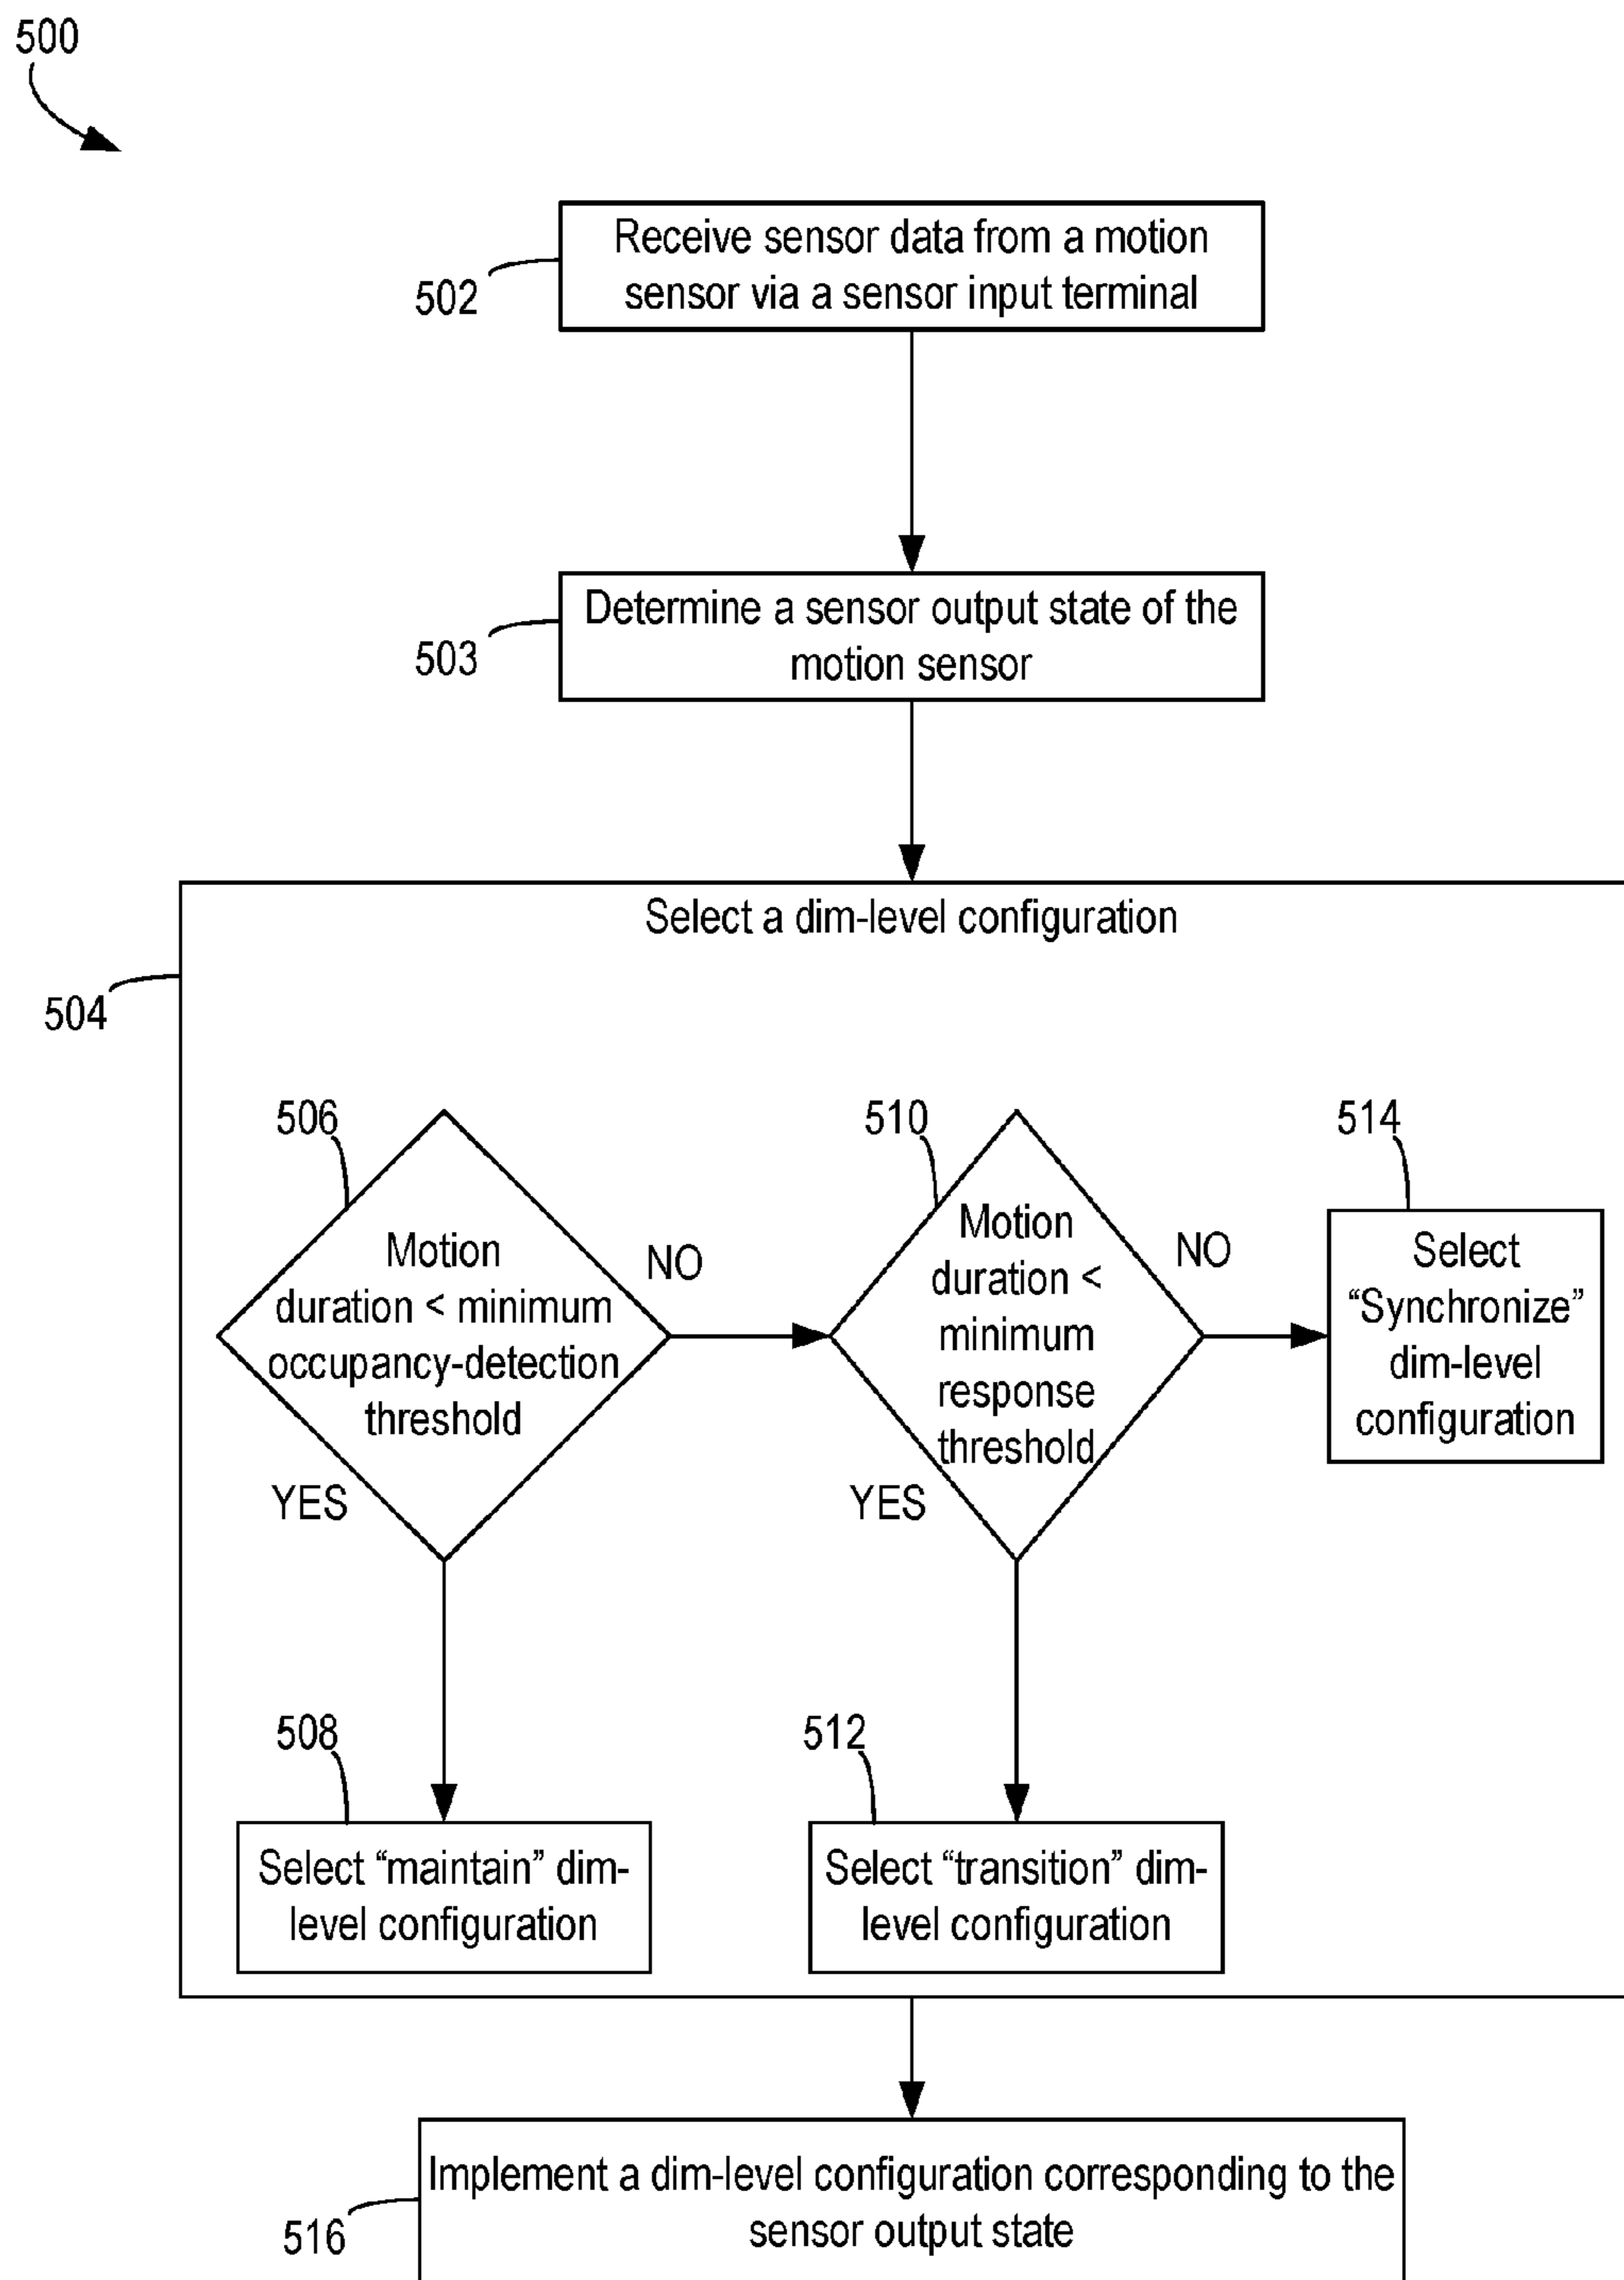 500
Receive sensor data from a motion
sensor via a sensor input terminal
502
Determine a sensor output state of the
motion sensor
503
Select a dim-level configuration
504
506
Motion
duration < minimum
occupancy-detection
threshold
NO
YES
510
Motion
duration <
minimum
response
threshold
NO
YES
514
Select
“Synchronize”
dim-level
configuration
508
Select “maintain” dim-
level configuration
512
Select “transition” dim-
level configuration
Implement a dim-level configuration corresponding to the
sensor output state
516